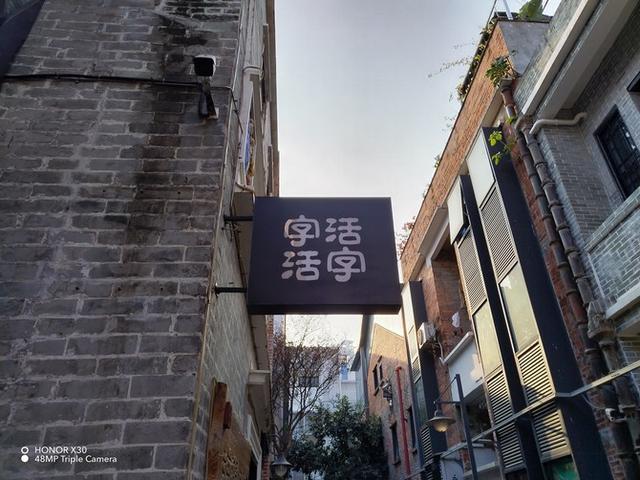 字活
活字
HONOR X30
48MP Triple Camera